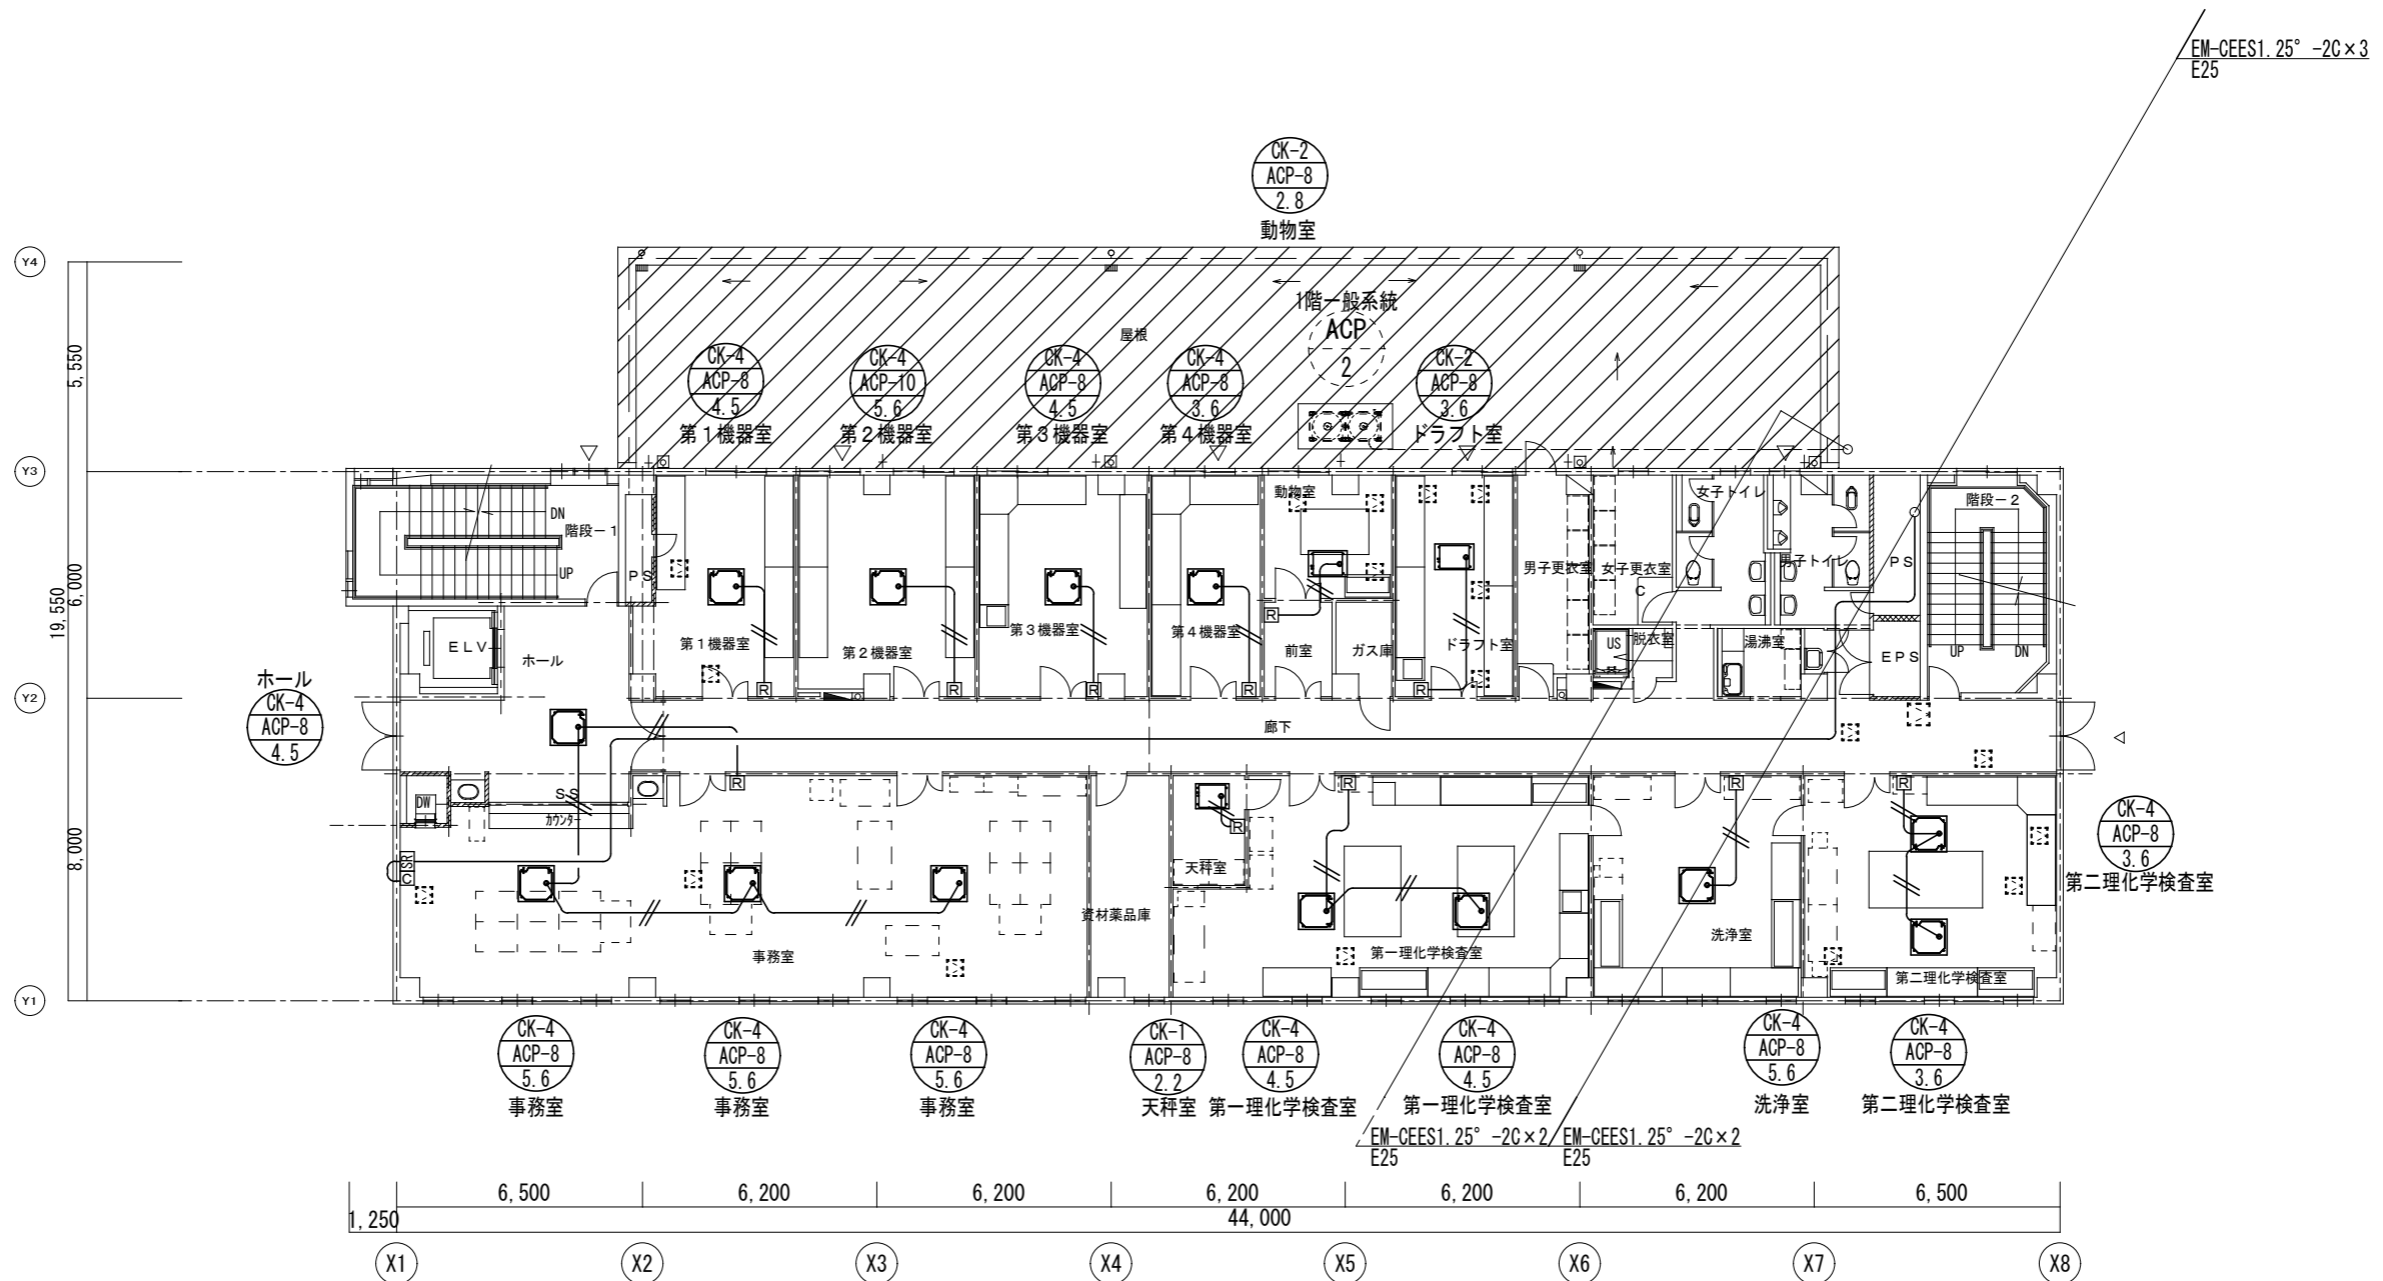 EM-CEES1.25°-2C×3
E25
CK-2
ACP-8
2.8
動物室
Y4
1階一般系統
ACP
2
屋根
CK-4
ACP-8
4.5
第1機器室
CK-4
ACP-10
5.6
第2機器室
CK-4
ACP-8
4.5
第3機器室
CK-4
ACP-8
3.6
第4機器室
CK-2
ACP-8
3.6
ドラフト室
5,550
Y3
DN
階段-1
UP
PS
動物室
女子トイレ
男子トイレ
PS
階段-2
男子更衣室
女子更衣室
C
19,550
6,000
ELV
ホール
第1機器室
第2機器室
第3機器室
第4機器室
前室
ガス庫
ドラフト室
US
脱衣室
湯沸室
EPS
UP
DN
R
R
R
R
R
R
Y2
ホール
CK-4
ACP-8
4.5
廊下
R
R
R
R
R
DW
SS
カウンター
8,000
SR
C
天秤室
資材薬品庫
事務室
第一理化学検査室
洗浄室
第二理化学検査室
CK-4
ACP-8
3.6
第二理化学検査室
Y1
CK-4
ACP-8
5.6
事務室
CK-4
ACP-8
5.6
事務室
CK-4
ACP-8
5.6
事務室
CK-1
ACP-8
2.2
天秤室
CK-4
ACP-8
4.5
第一理化学検査室
CK-4
ACP-8
4.5
第一理化学検査室
CK-4
ACP-8
5.6
洗浄室
CK-4
ACP-8
3.6
第二理化学検査室
EM-CEES1.25°-2C×2
E25
EM-CEES1.25°-2C×2
E25
6,500 6,200 6,200 6,200 6,200 6,200 6,500
1,250 44,000
X1 X2 X3 X4 X5 X6 X7 X8